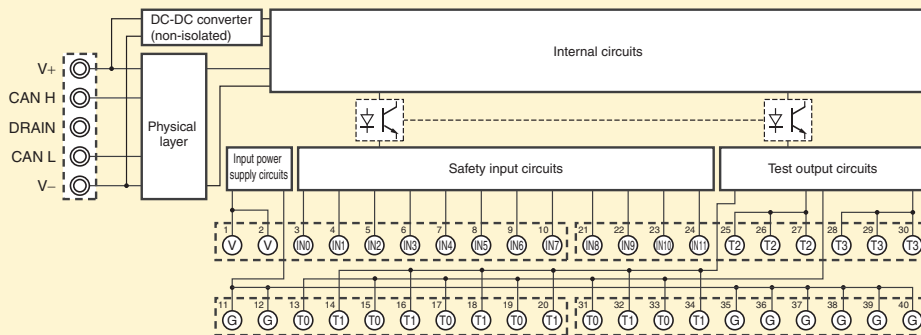 DC-DC converter
(non-isolated)
Internal circuits
V+
CAN H
DRAIN
CAN L
V−
Physical
layer
Input power
supply circuits
Safety input circuits
Test output circuits
1 2 3 4 5 6 7 8 9 10 21 22 23 24 25 26 27 28 29 30
V V IN0 IN1 IN2 IN3 IN4 IN5 IN6 IN7 IN8 IN9 IN10 IN11 T2 T2 T2 T3 T3 T3
11 12 13 14 15 16 17 18 19 20 31 32 33 34 35 36 37 38 39 40
G G T0 T1 T0 T1 T0 T1 T0 T1 T0 T1 T0 T1 G G G G G G